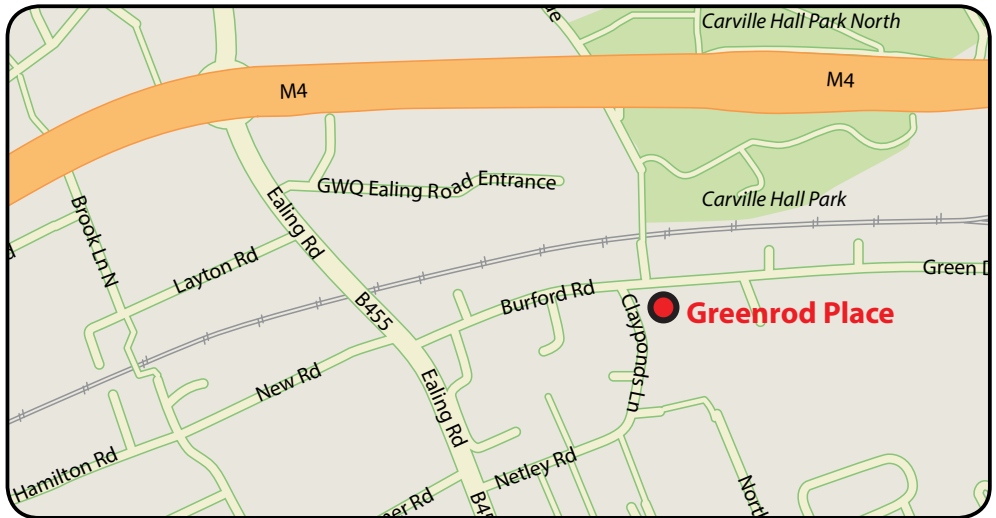 Carville Hall Park North
M4
M4
GWQ Ealing Road Entrance
Carville Hall Park
Brook Ln N
Ealing Rd
Layton Rd
Green
B455
Burford Rd
Greenrod Place
Clayponds Ln
New Rd
Ealing Rd
Hamilton Rd
Netley Rd